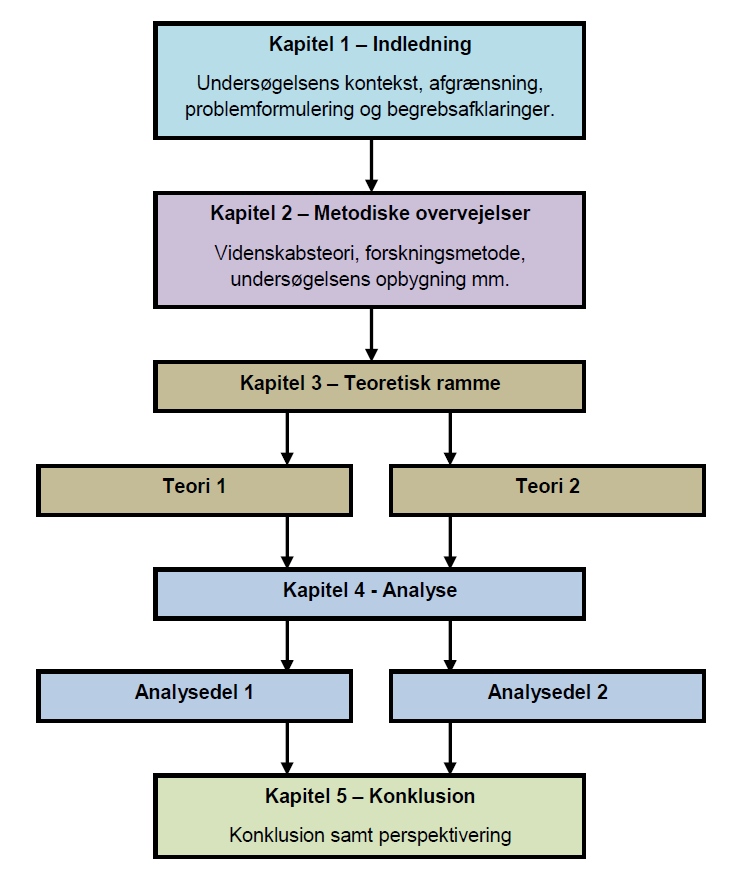 Kapitel 1 – Indledning
Undersøgelsens kontekst, afgrænsning,
problemformulering og begrebsafklaringer.
Kapitel 2 – Metodiske overvejelser
Videnskabsteori, forskningsmetode,
undersøgelsens opbygning mm.
Kapitel 3 – Teoretisk ramme
Teori 1
Teori 2
Kapitel 4 - Analyse
Analysedel 1
Analysedel 2
Kapitel 5 – Konklusion
Konklusion samt perspektivering